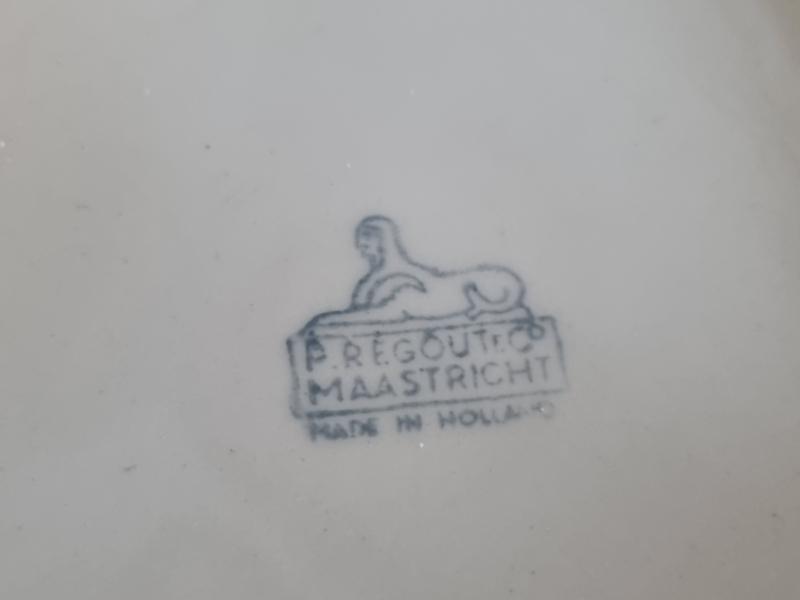 P. REGOUT & Cº
MAASTRICHT
MADE IN HOLLAND